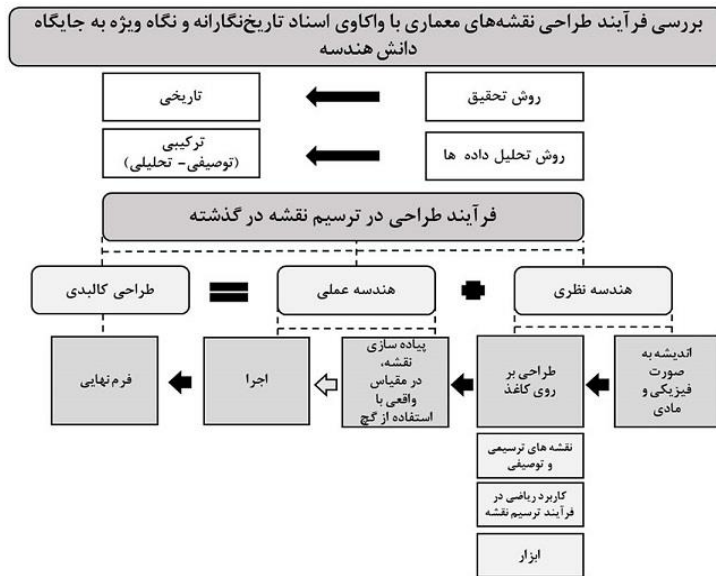 بررسی فرآیند طراحی نقشه‌های معماری با واکاوی اسناد تاریخ‌نگارانه و نگاه ویژه به جایگاه
دانش هندسه
روش تحقیق
تاریخی
روش تحلیل داده ها
ترکیبی
(توصیفی- تحلیلی)
فرآیند طراحی در ترسیم نقشه در گذشته
هندسه نظری
هندسه عملی
طراحی کالبدی
اندیشه به
صورت
فیزیکی و
مادی
طراحی بر
روی کاغذ
پیاده سازی
نقشه،
در مقیاس
واقعی با
استفاده از گچ
اجرا
فرم نهایی
نقشه های ترسیمی
و توصیفی
کاربرد ریاضی در
فرآیند ترسیم نقشه
ابزار